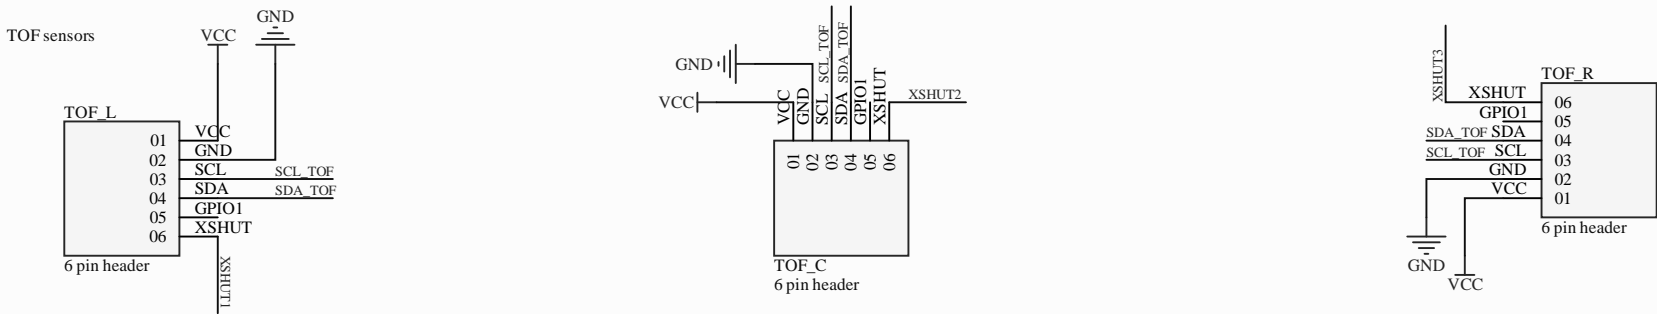 TOF sensors
VCC
GND
TOF_L
01
VCC
02
GND
03
SCL
SCL_TOF
04
SDA
SDA_TOF
05
GPIO1
06
XSHUT
XSHUT1
6 pin header
GND
VCC
SCL_TOF
SDA_TOF
XSHUT2
VCC
GND
SCL
SDA
GPIO1
XSHUT
01
02
03
04
05
06
TOF_C
6 pin header
XSHUT3
TOF_R
XSHUT
06
GPIO1
05
SDA_TOF
SDA
04
SCL_TOF
SCL
03
GND
02
VCC
01
6 pin header
GND
VCC